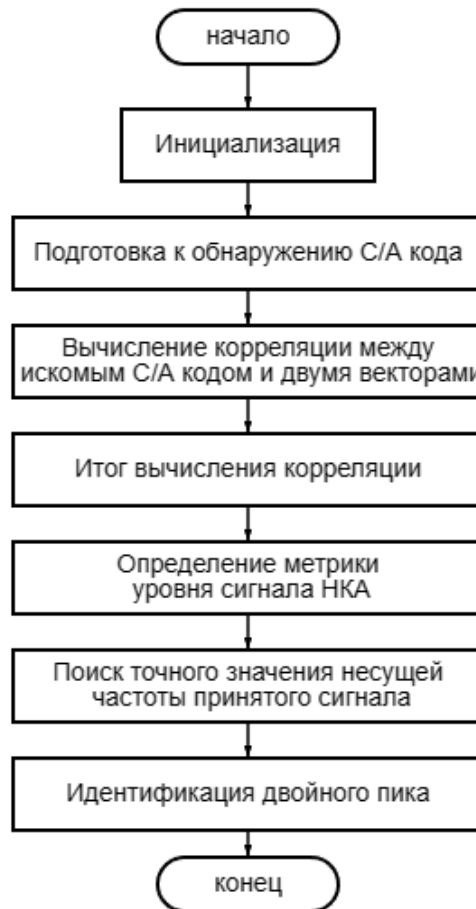 начало
Инициализация
Подготовка к обнаружению C/A кода
Вычисление корреляции между
искомым C/A кодом и двумя векторами
Итог вычисления корреляции
Определение метрики
уровня сигнала НКА
Поиск точного значения несущей
частоты принятого сигнала
Идентификация двойного пика
конец